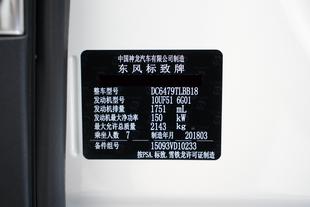 中国神龙汽车有限公司制造
东风标致牌
整车型号 DC6479TLBB18
发动机型号 10UF51 6G01
发动机排量 1751 mL
发动机最大净功率 150 kW
最大允许总质量 2143 kg
乘坐人数 7 制造年月 201803
备件组号 15093VD10233
按PSA.标致.雪铁龙许可证制造